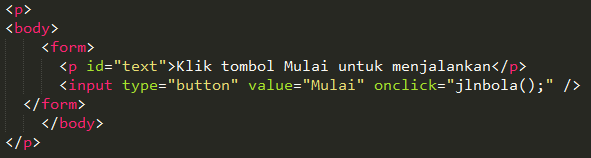 <p>
<body>
<form>
<p id="text">Klik tombol Mulai untuk menjalankan</p>
<input type="button" value="Mulai" onclick="jlnbola();" />
</form>
</body>
</p>